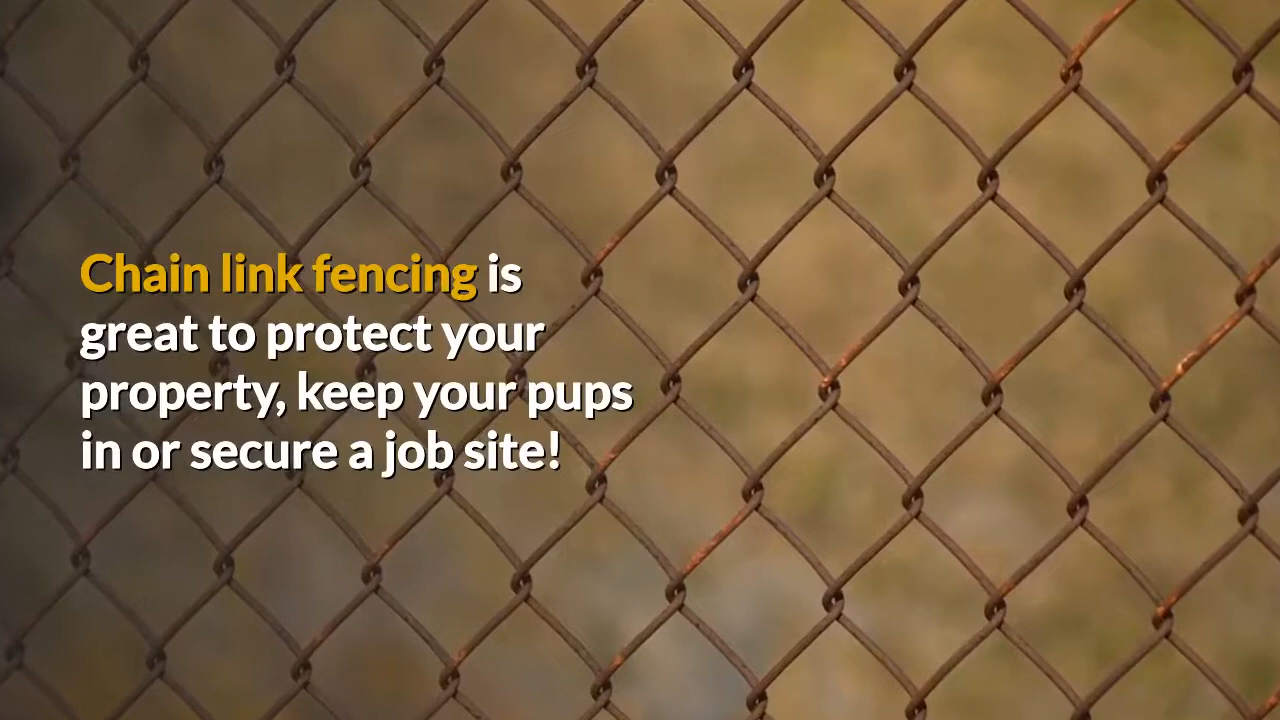 Chain link fencing is
great to protect your
property, keep your pups
in or secure a job site!